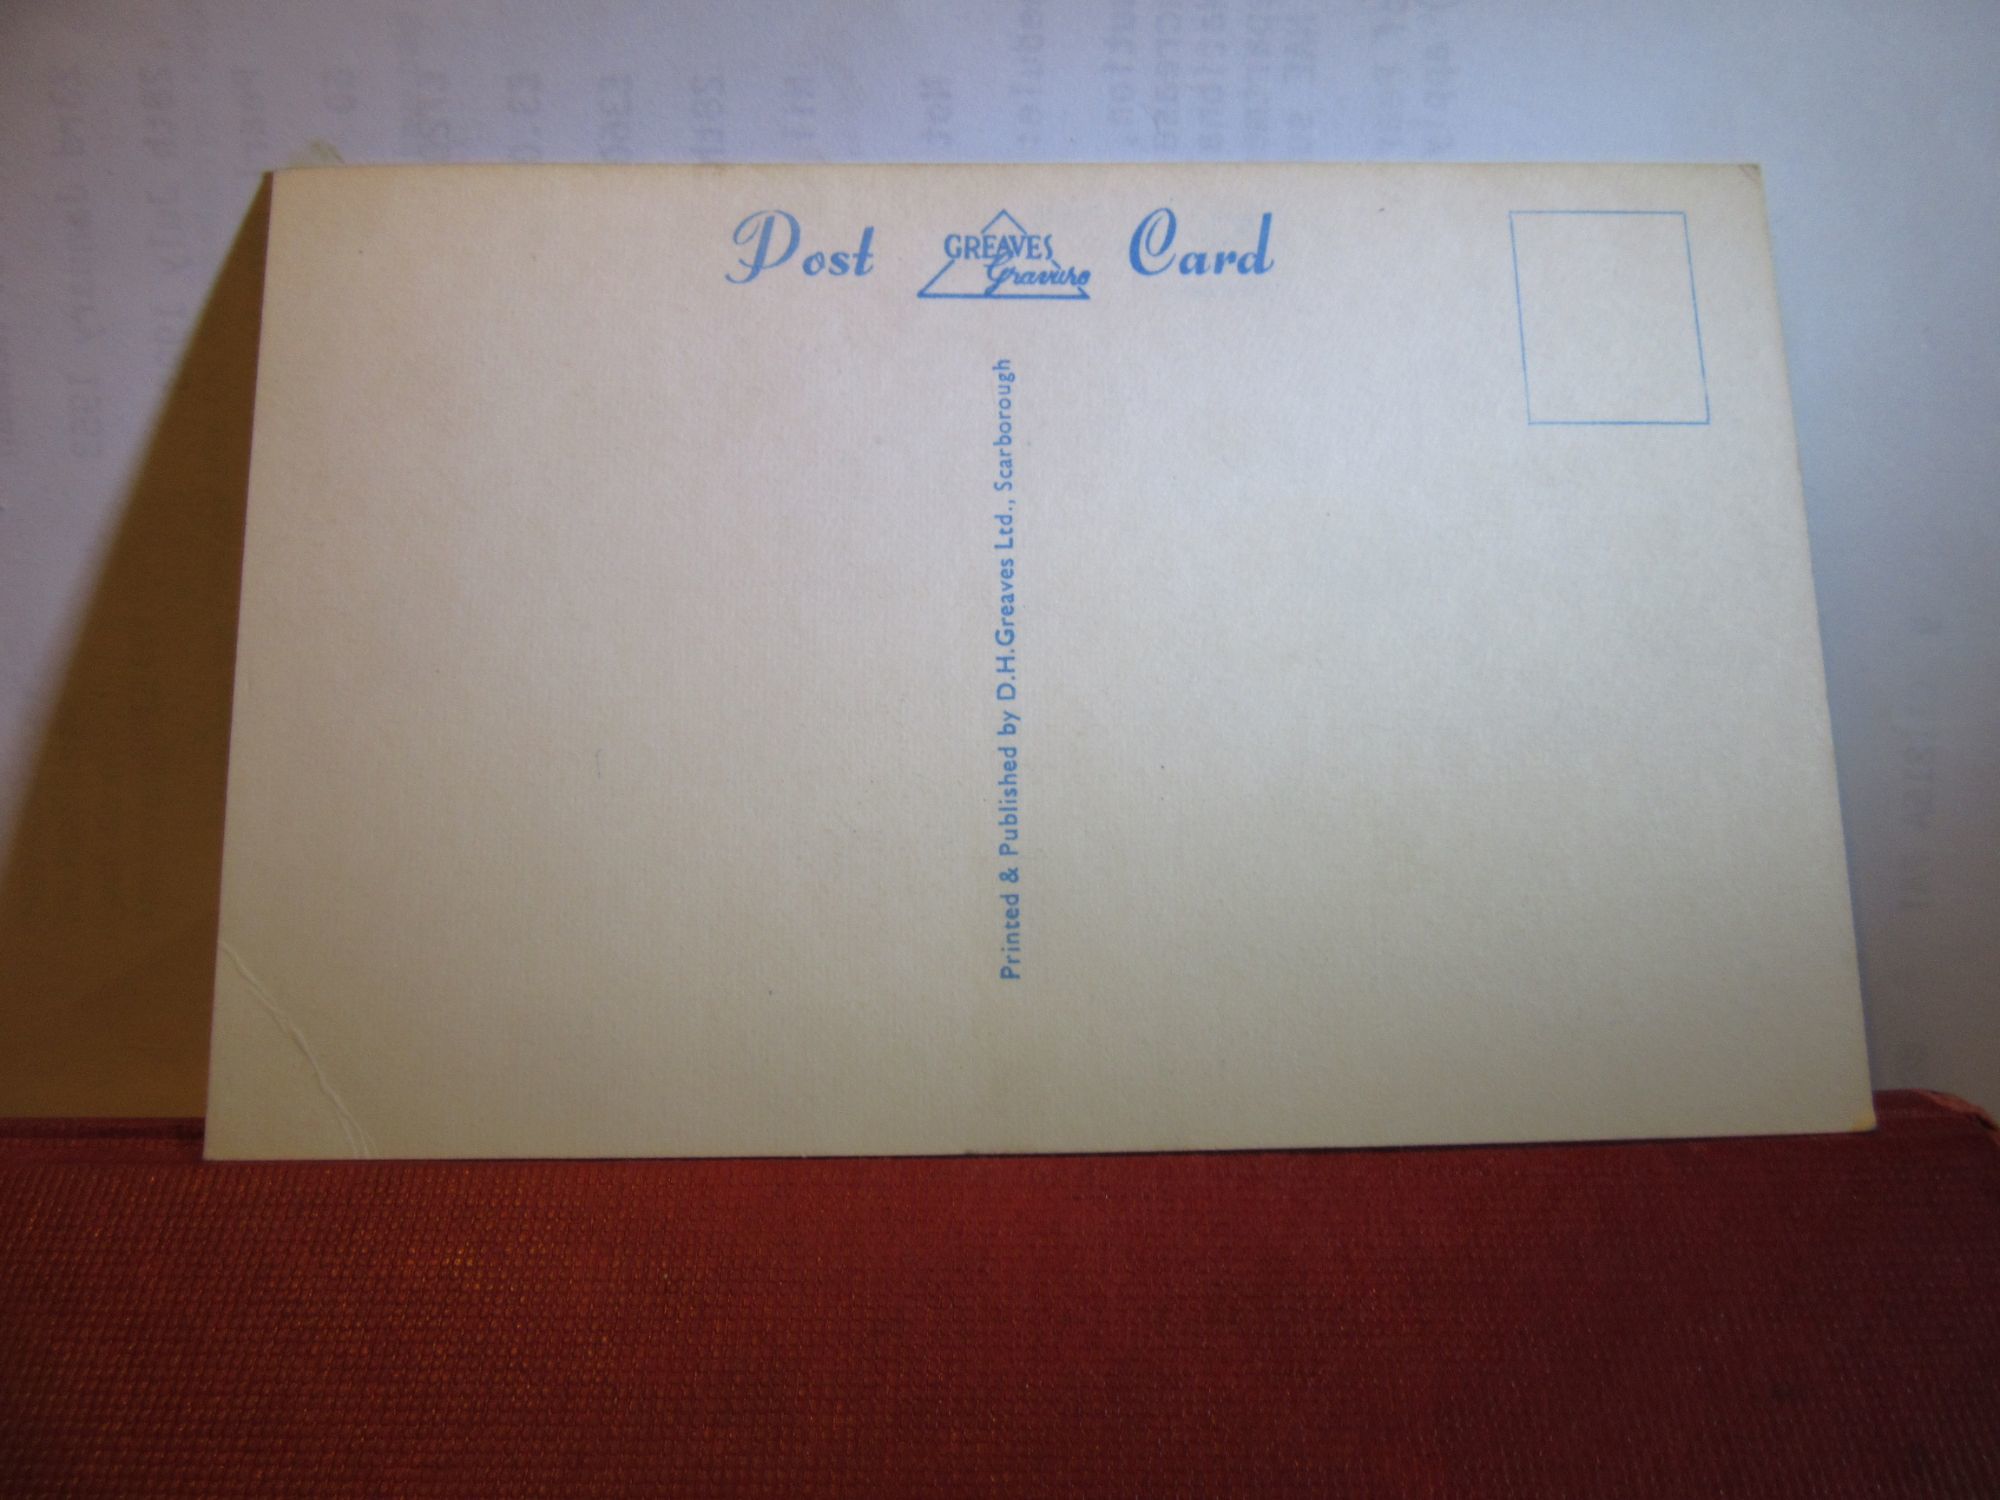 Post GREAVES Gravure Card
Printed & Published by D.H.Greaves Ltd., Scarborough